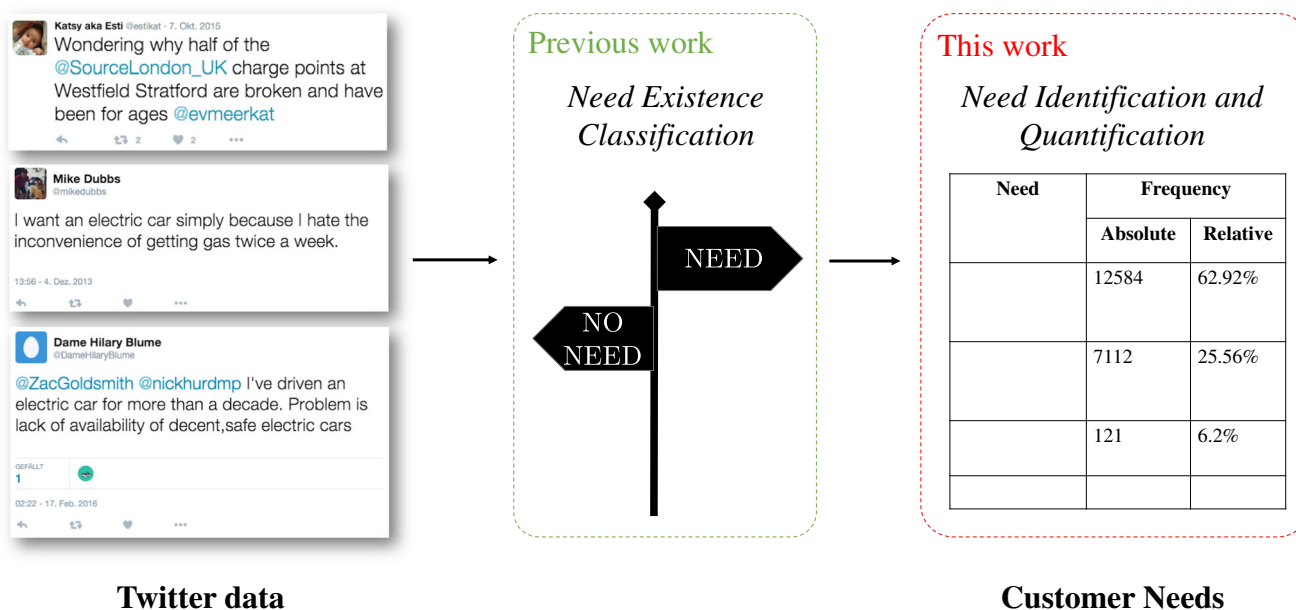 Katsy aka Esti @estikat · 7. Okt. 2015
Wondering why half of the
@SourceLondon_UK charge points at
Westfield Stratford are broken and have
been for ages @evmeerkat
2 2
Mike Dubbs
@mikedubbs
I want an electric car simply because I hate the
inconvenience of getting gas twice a week.
13:56 - 4. Dez. 2013
Dame Hilary Blume
@DameHilaryBlume
@ZacGoldsmith @nickhurdmp I've driven an
electric car for more than a decade. Problem is
lack of availability of decent,safe electric cars
GEFÄLLT
1
02:22 - 17. Feb. 2016
Twitter data
Previous work
Need Existence
Classification
NEED
NO
NEED
This work
Need Identification and
Quantification
Need Frequency
Absolute Relative
12584 62.92%
7112 25.56%
121 6.2%
Customer Needs